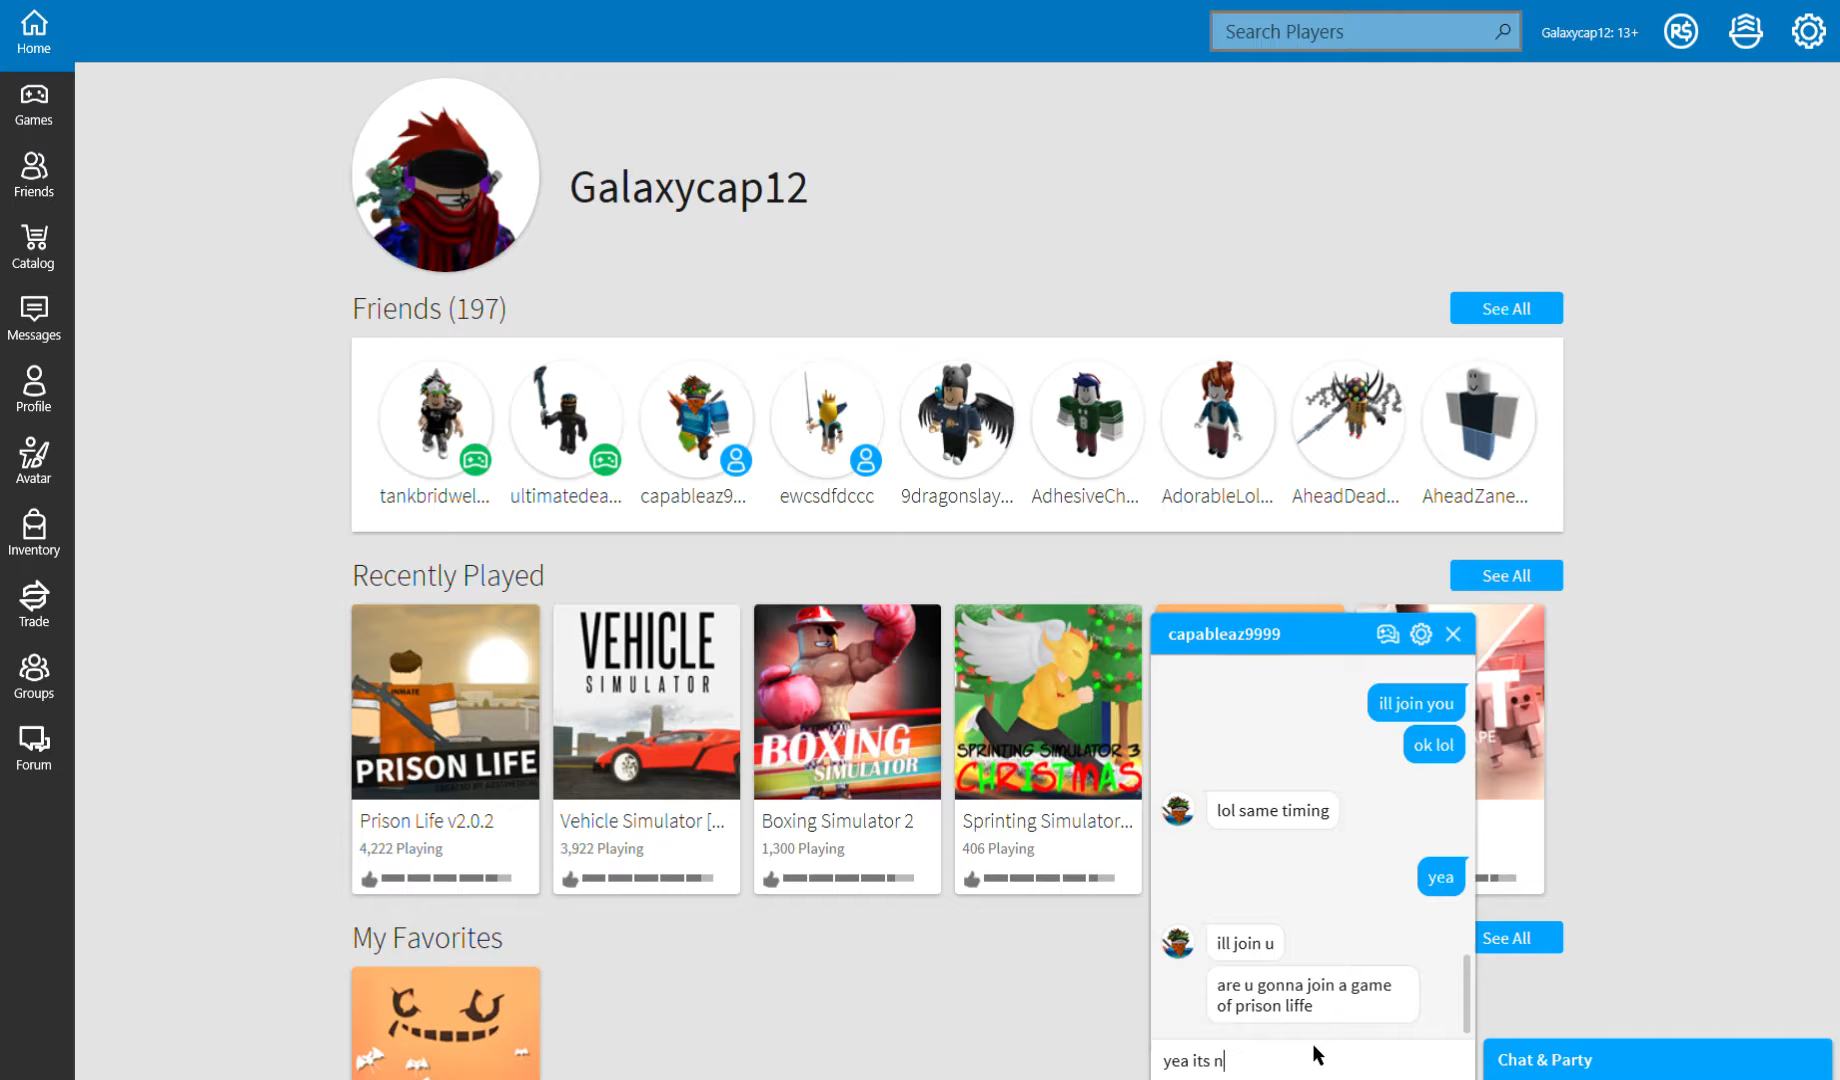 Home
Search Players
Galaxycap12: 13+
R$
Games
Friends
Catalog
Messages
Profile
Avatar
Inventory
Trade
Groups
Forum
Galaxycap12
Friends (197)
See All
tankbridwel...
ultimatedea...
capableaz9...
ewcsdfdccc
9dragonslay...
AdhesiveCh...
AdorableLol...
AheadDead...
AheadZane...
Recently Played
See All
INMATE
PRISON LIFE
VEHICLE
SIMULATOR
BOXING
SIMULATOR
SPRINTING SIMULATOR 3
CHRISTMAS
Prison Life v2.0.2
4,222 Playing
Vehicle Simulator [...
3,922 Playing
Boxing Simulator 2
1,300 Playing
Sprinting Simulator...
406 Playing
capableaz9999
ill join you
ok lol
lol same timing
yea
ill join u
are u gonna join a game
of prison liffe
yea its n
My Favorites
See All
Chat & Party